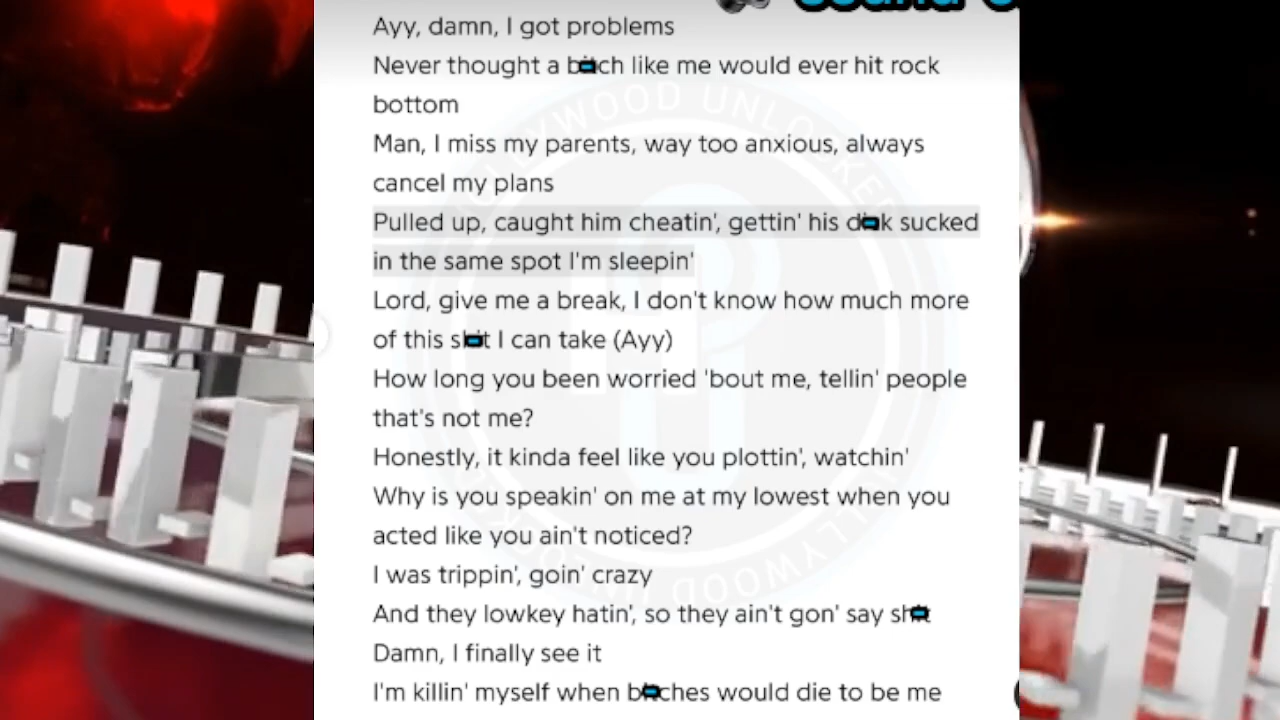 Ayy, damn, I got problems
Never thought a b tch like me would ever hit rock
bottom
Man, I miss my parents, way too anxious, always
cancel my plans
Pulled up, caught him cheatin', gettin' his d k sucked
in the same spot I'm sleepin'
Lord, give me a break, I don't know how much more
of this sh t I can take (Ayy)
How long you been worried 'bout me, tellin' people
that's not me?
Honestly, it kinda feel like you plottin', watchin'
Why is you speakin' on me at my lowest when you
acted like you ain't noticed?
I was trippin', goin' crazy
And they lowkey hatin', so they ain't gon' say sh t
Damn, I finally see it
I'm killin' myself when b tches would die to be me
HOLLYWOOD UNLOCKED